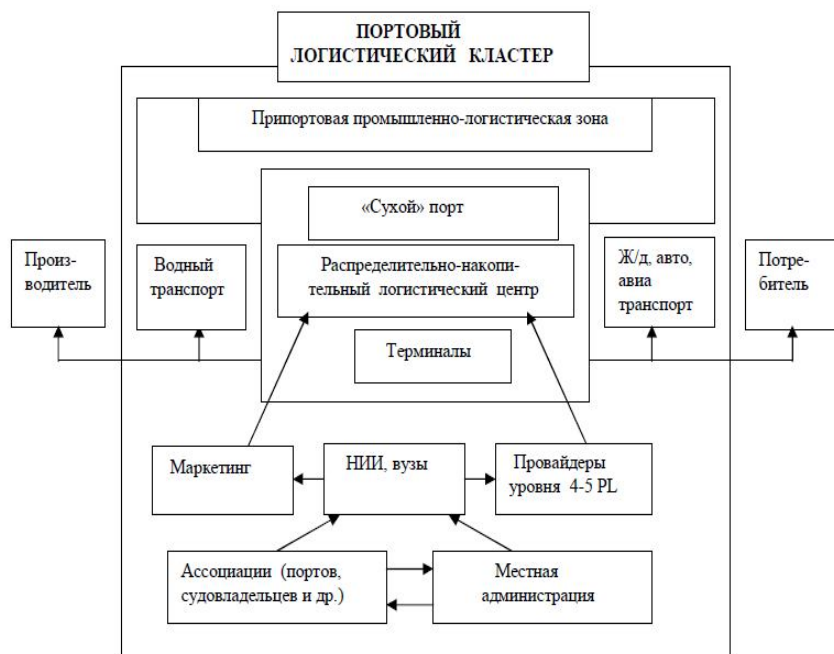 ПОРТОВЫЙ
ЛОГИСТИЧЕСКИЙ КЛАСТЕР
Припортовая промышленно-логистическая зона
«Сухой» порт
Произ-
водитель
Водный
транспорт
Распределительно-накопи-
тельный логистический центр
Ж/д, авто,
авиа
транспорт
Потре-
битель
Терминалы
Маркетинг
НИИ, вузы
Провайдеры
уровня 4-5 PL
Ассоциации (портов,
судовладельцев и др.)
Местная
администрация